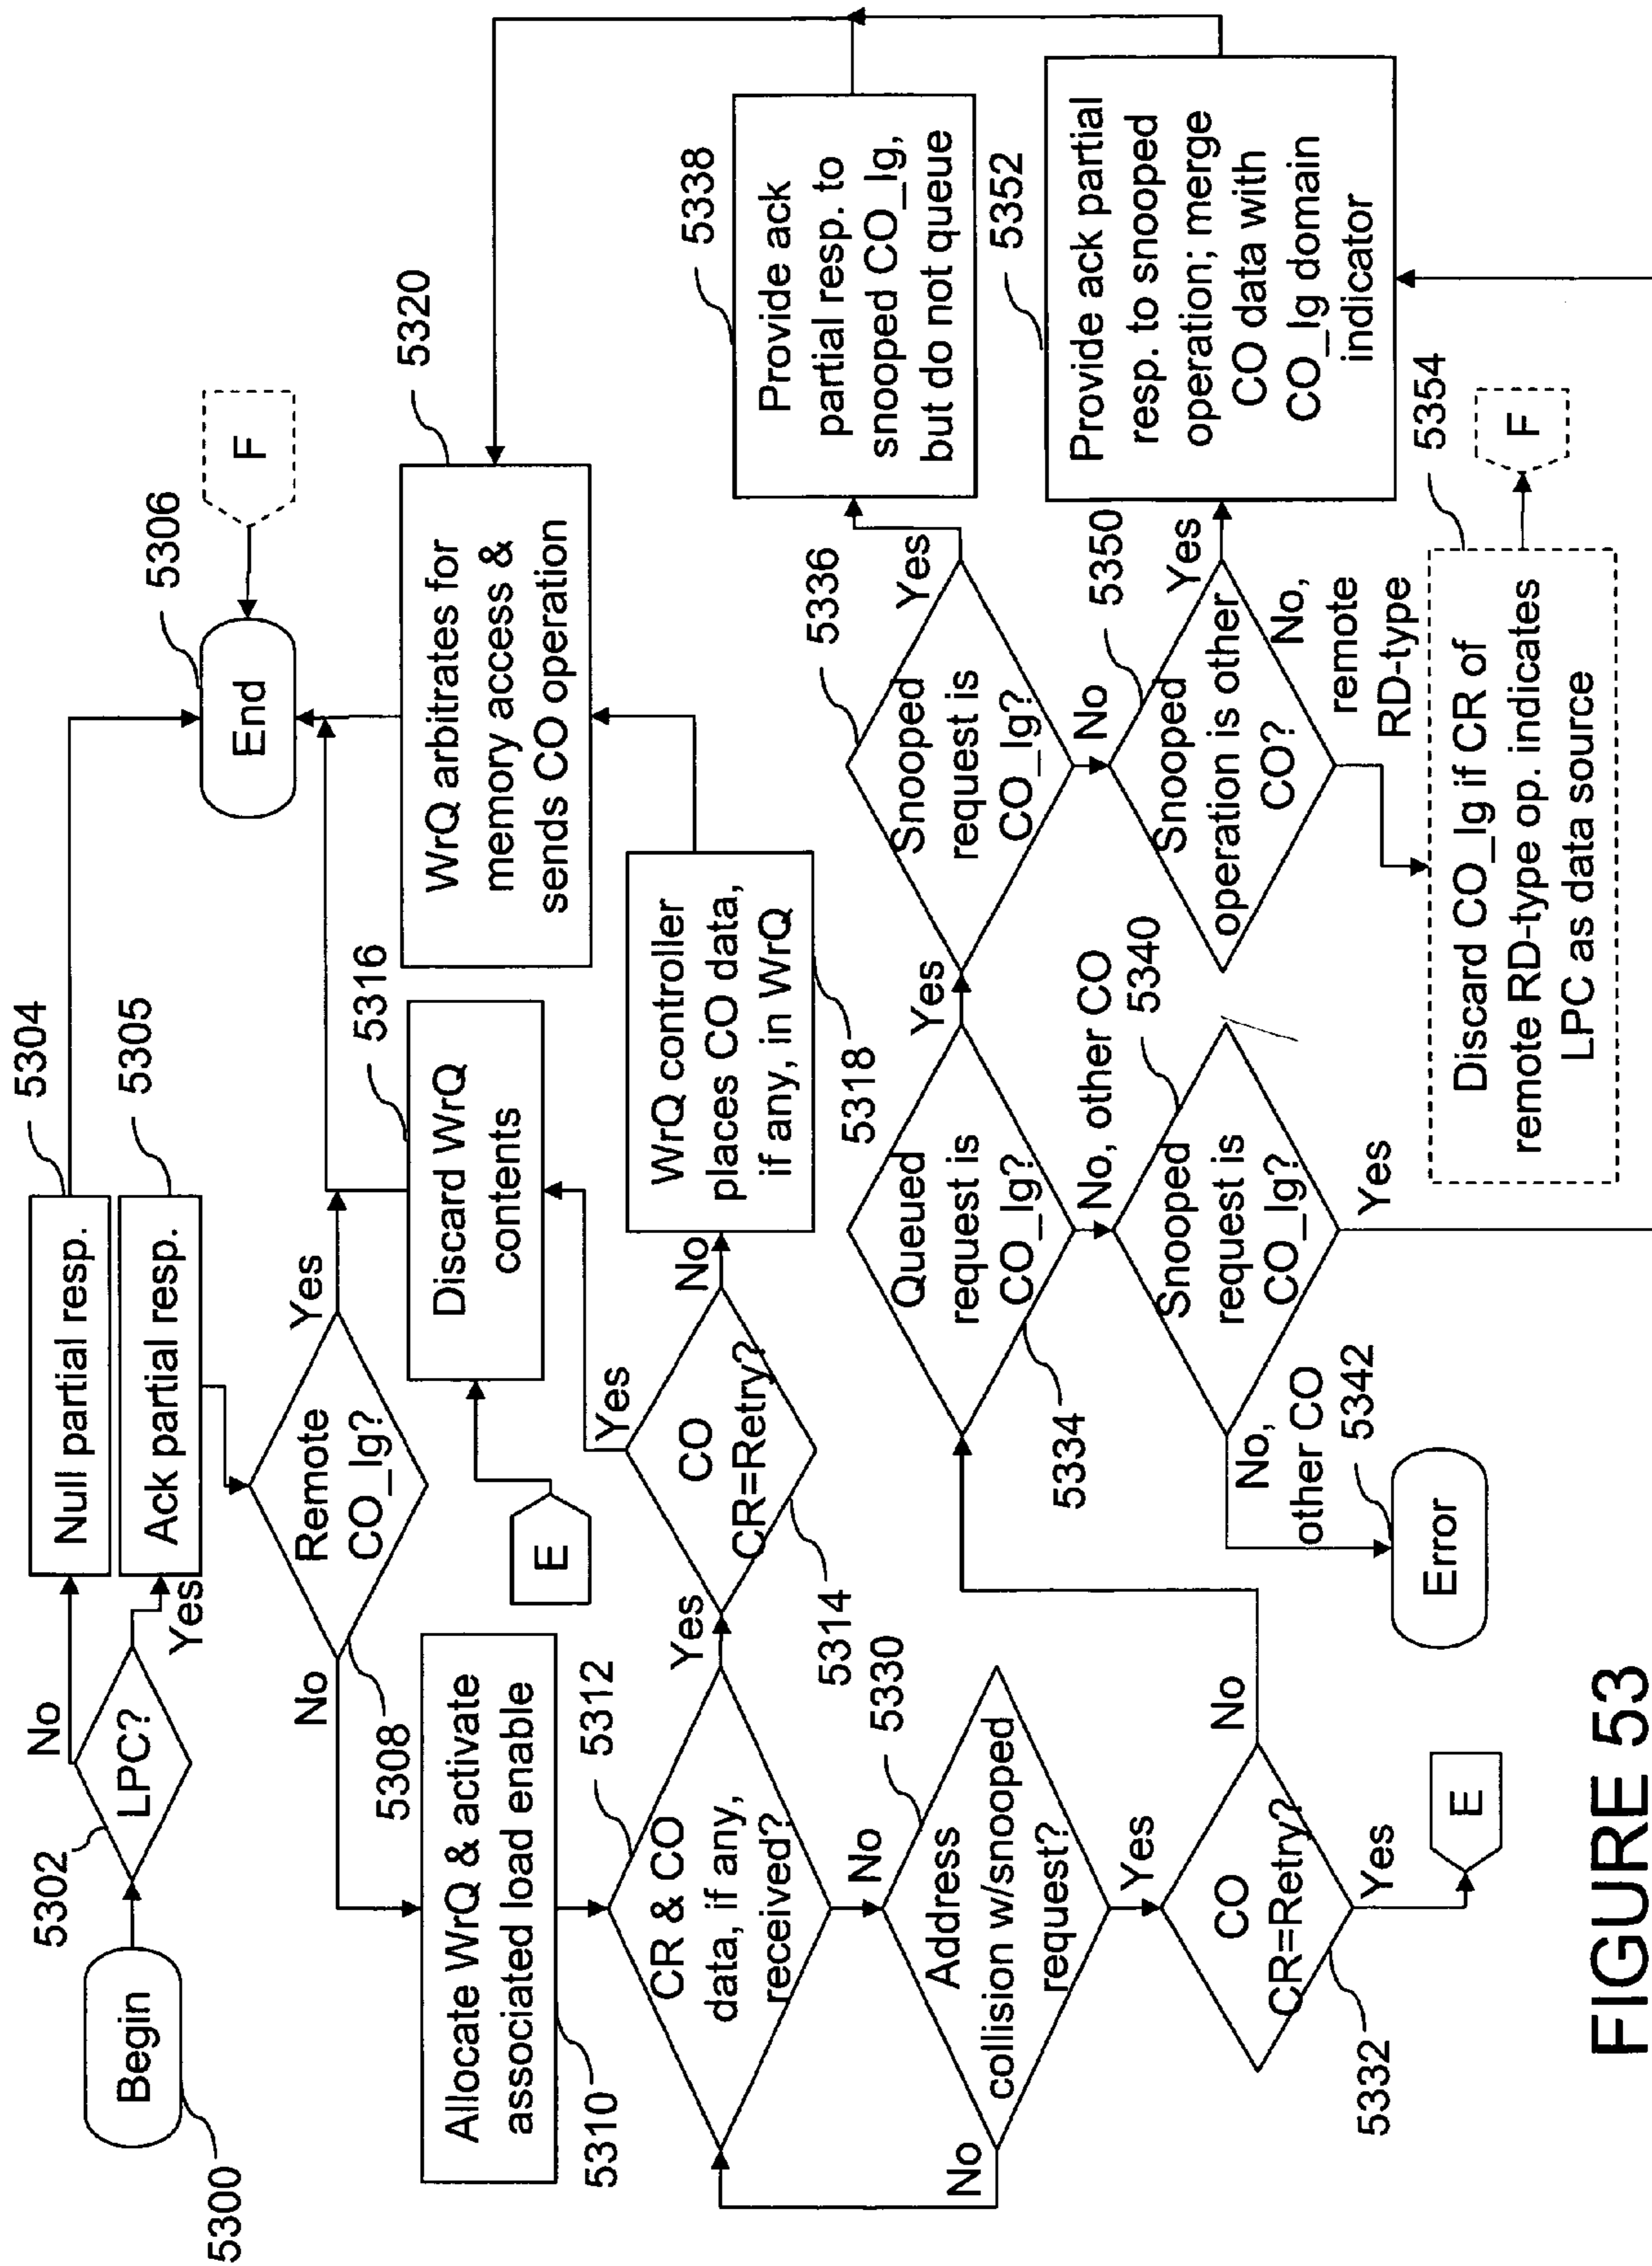 5300
Begin
5302
LPC?
No
Yes
Null partial resp.
5304
Ack partial resp.
5305
Remote
CO_lg?
5308
Yes
No
End
5306
F
Allocate WrQ & activate
associated load enable
5310
E
Discard WrQ
contents
5316
WrQ arbitrates for
memory access &
sends CO operation
5320
CR & CO
data, if any,
received?
5312
Yes
No
CO
CR=Retry?
5314
Yes
No
WrQ controller
places CO data,
if any, in WrQ
5318
Address
collision w/snooped
request?
5330
No
Yes
CO
CR=Retry?
5332
No
Yes
E
Queued
request is
CO_lg?
5334
Yes
No, other CO
Snooped
request is
CO_lg?
5336
Yes
No
Provide ack
partial resp. to
snooped CO_lg,
but do not queue
5338
Snooped
request is
CO_lg?
5340
Yes
No,
other CO
5342
Error
Snooped
operation is other
CO?
5350
Yes
No,
remote
RD-type
Provide ack partial
resp. to snooped
operation; merge
CO data with
CO_lg domain
indicator
5352
Discard CO_lg if CR of
remote RD-type op. indicates
LPC as data source
5354
F
FIGURE 53